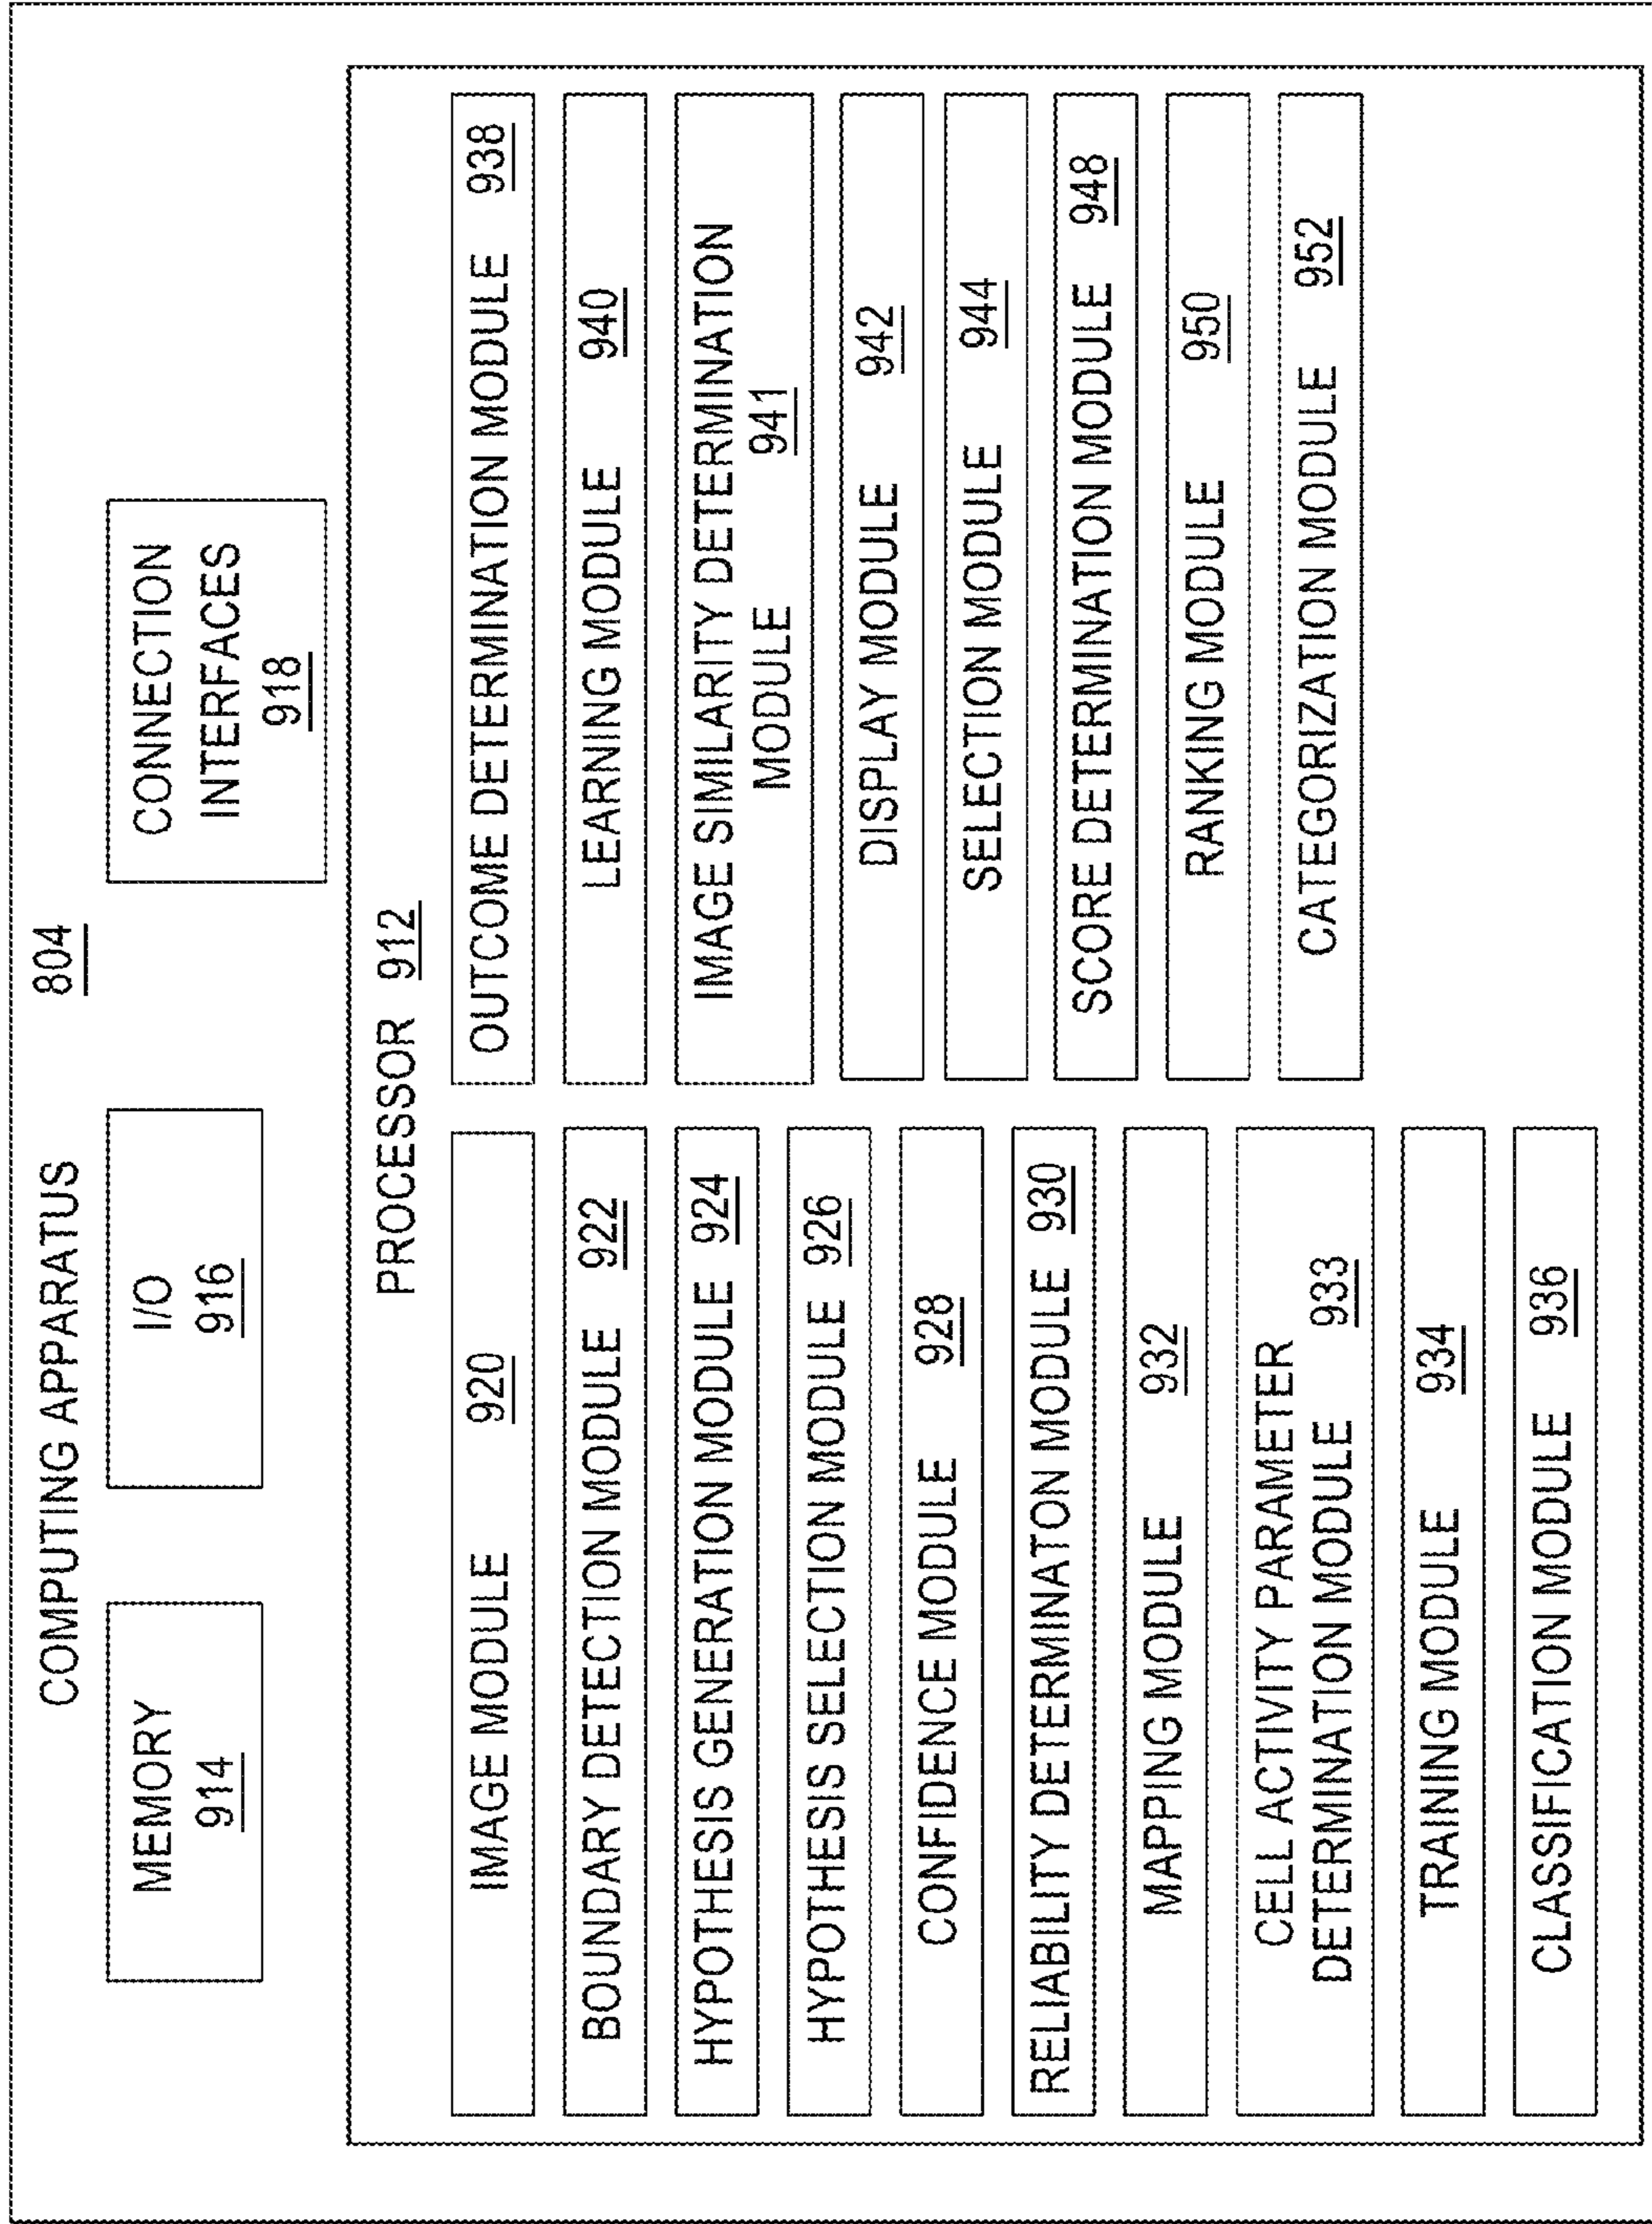 COMPUTING APPARATUS 804
MEMORY
914
I/O
916
CONNECTION
INTERFACES
918
PROCESSOR 912
IMAGE MODULE 920
BOUNDARY DETECTION MODULE 922
HYPOTHESIS GENERATION MODULE 924
HYPOTHESIS SELECTION MODULE 926
CONFIDENCE MODULE 928
RELIABILITY DETERMINATON MODULE 930
MAPPING MODULE 932
CELL ACTIVITY PARAMETER
DETERMINATION MODULE 933
TRAINING MODULE 934
CLASSIFICATION MODULE 936
OUTCOME DETERMINATION MODULE 938
LEARNING MODULE 940
IMAGE SIMILARITY DETERMINATION
MODULE 941
DISPLAY MODULE 942
SELECTION MODULE 944
SCORE DETERMINATION MODULE 948
RANKING MODULE 950
CATEGORIZATION MODULE 952